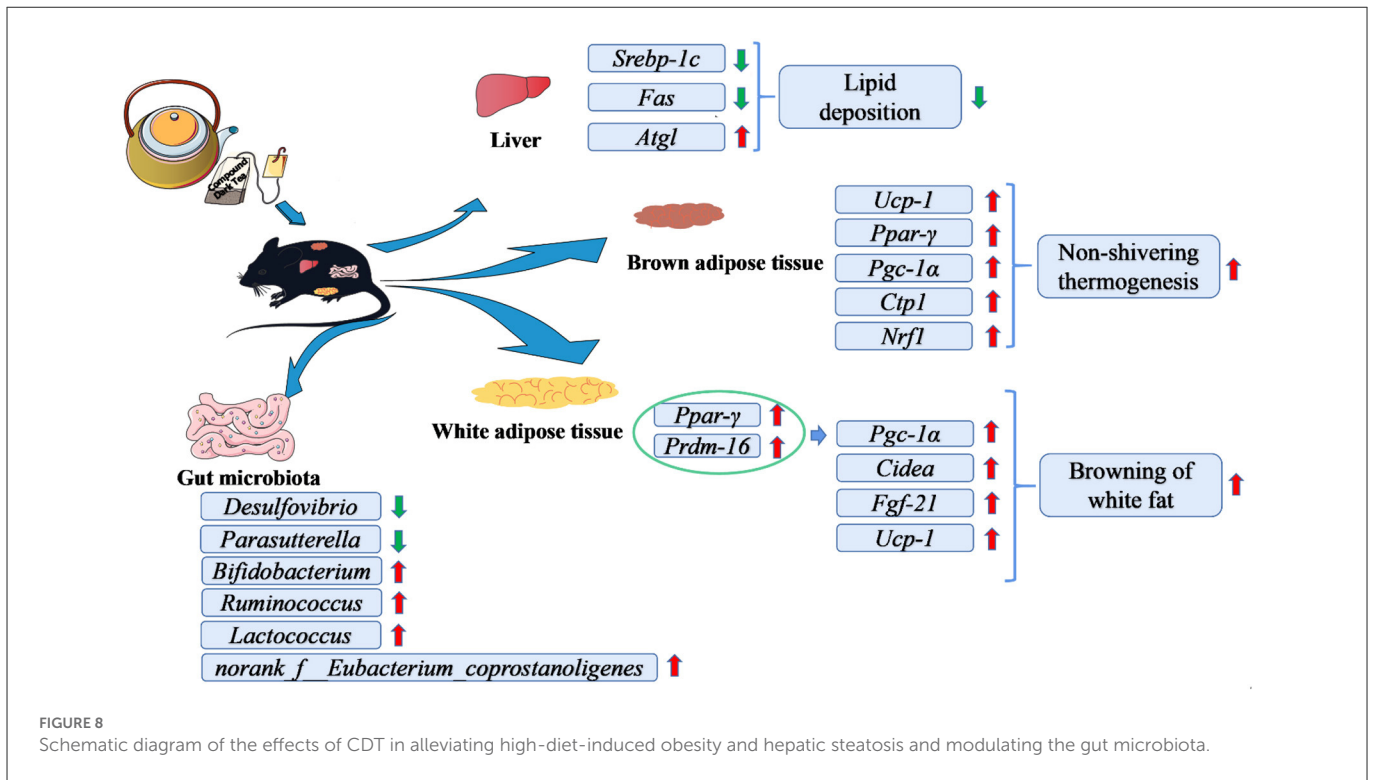 Compound
Dark Tea
Liver
Srebp-1c
Fas
Atgl
Lipid
deposition
Brown adipose tissue
Ucp-1
Ppar-γ
Pgc-1α
Ctp1
Nrf1
Non-shivering
thermogenesis
White adipose tissue
Ppar-γ
Prdm-16
Pgc-1α
Cidea
Fgf-21
Ucp-1
Browning of
white fat
Gut microbiota
Desulfovibrio
Parasutterella
Bifidobacterium
Ruminococcus
Lactococcus
norank_f__Eubacterium_coprostanoligenes
FIGURE 8
Schematic diagram of the effects of CDT in alleviating high-diet-induced obesity and hepatic steatosis and modulating the gut microbiota.